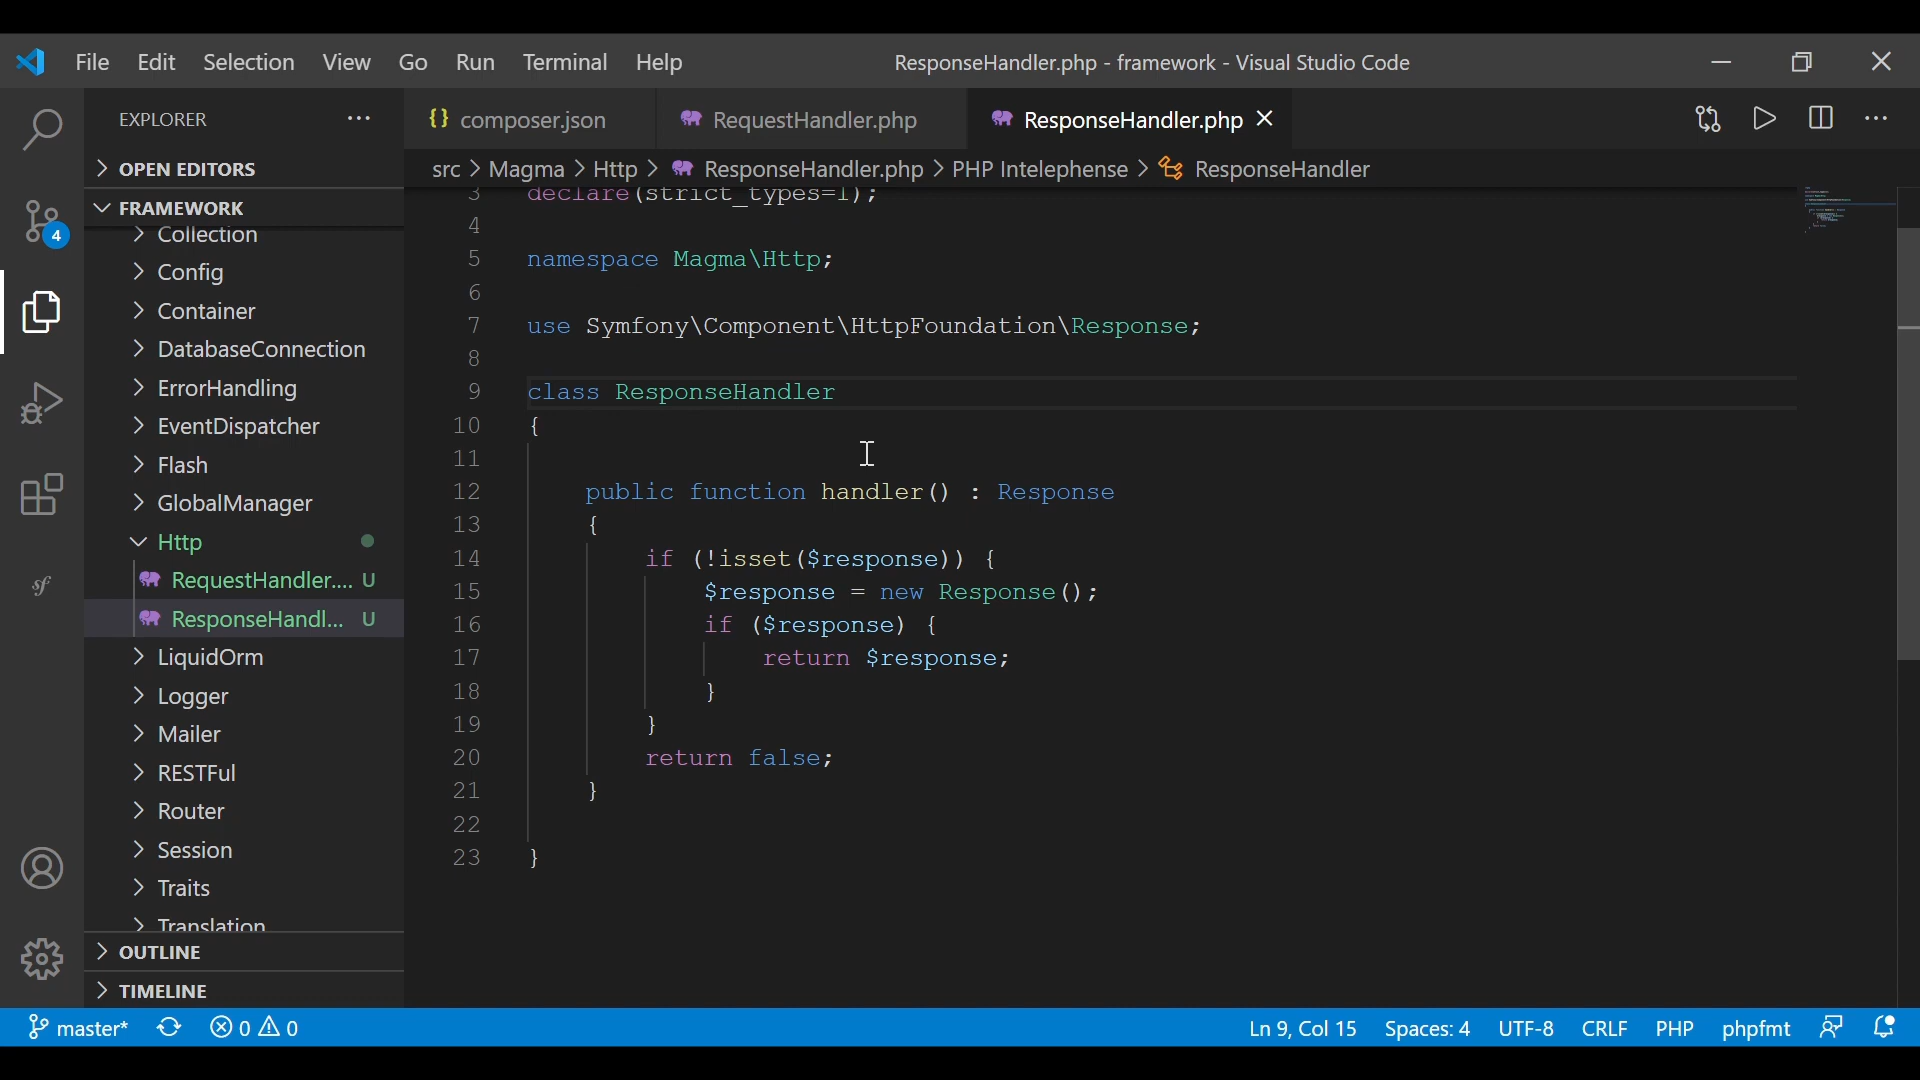 File Edit Selection View Go Run Terminal Help ResponseHandler.php - framework - Visual Studio Code
EXPLORER ···
{} composer.json RequestHandler.php ResponseHandler.php
src > Magma > Http > ResponseHandler.php > PHP Intelephense > ResponseHandler
OPEN EDITORS
FRAMEWORK
Collection
Config
Container
DatabaseConnection
ErrorHandling
EventDispatcher
Flash
GlobalManager
Http
RequestHandler.... U
ResponseHandl... U
LiquidOrm
Logger
Mailer
RESTFul
Router
Session
Traits
Translation
OUTLINE
TIMELINE
4
sf
3 declare(strict_types=1);
4
5 namespace Magma\Http;
6
7 use Symfony\Component\HttpFoundation\Response;
8
9 class ResponseHandler
10 {
11
12 public function handler() : Response
13 {
14 if (!isset($response)) {
15 $response = new Response();
16 if ($response) {
17 return $response;
18 }
19 }
20 return false;
21 }
22
23 }
master* 0 0 Ln 9, Col 15 Spaces: 4 UTF-8 CRLF PHP phpfmt